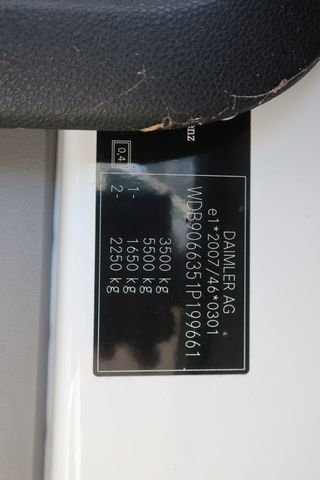 enz
DAIMLER AG
e1*2007/46*0301
WDB9066351P199661
3500 kg
5500 kg
1- 1650 kg
2- 2250 kg
0,4